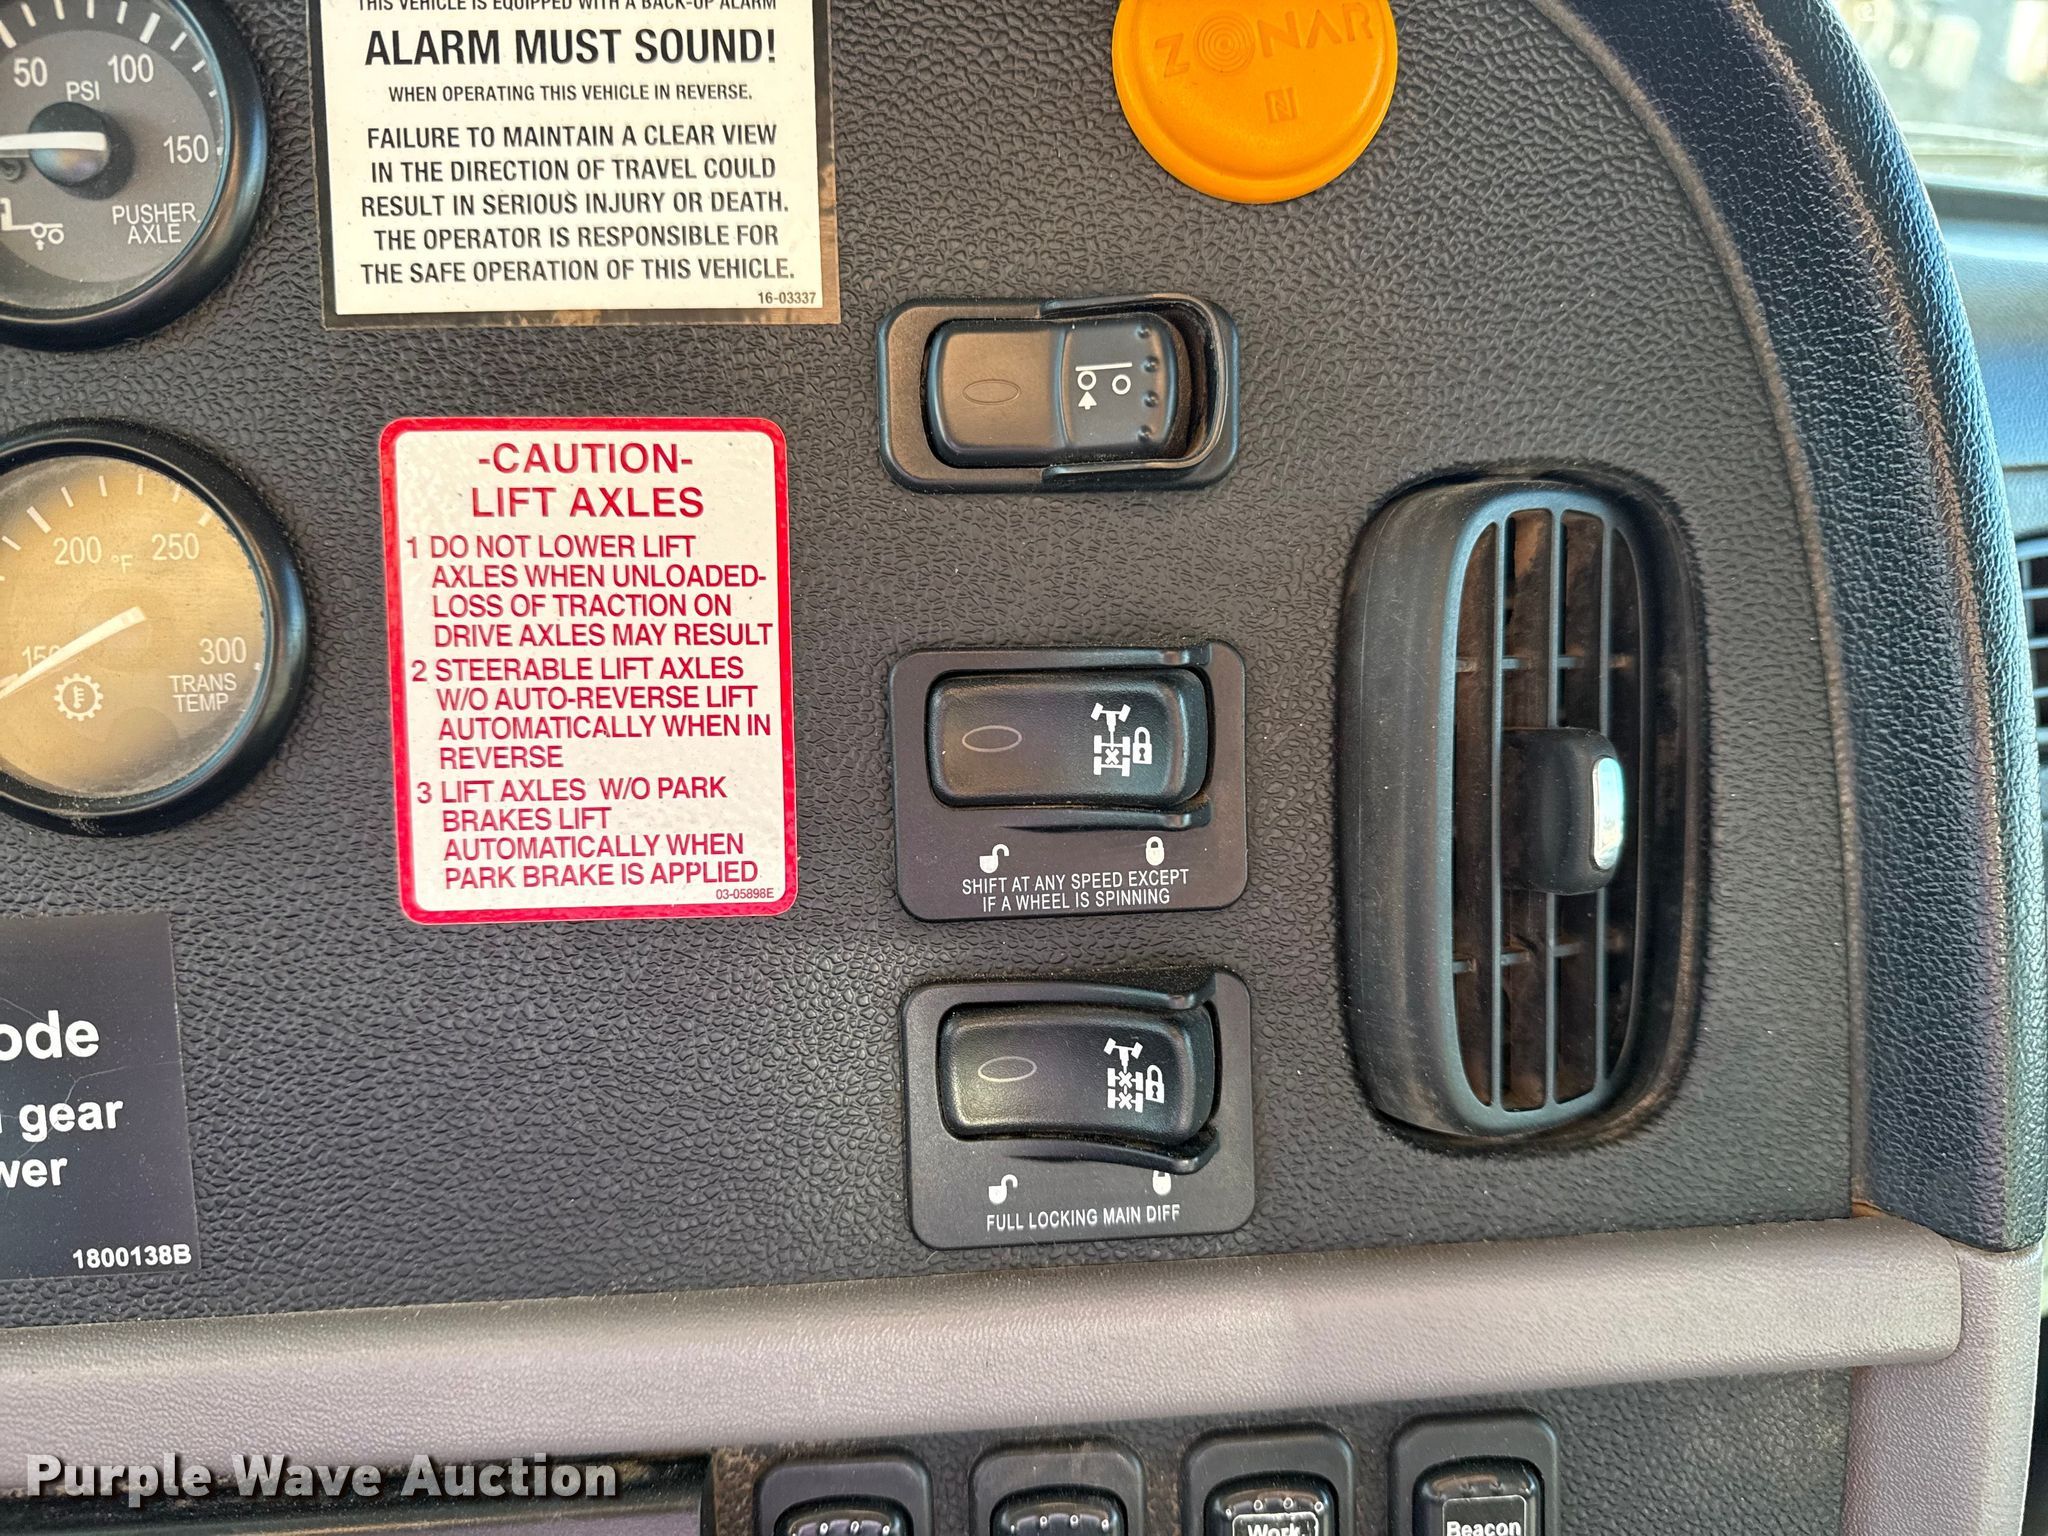 THIS VEHICLE IS EQUIPPED WITH A BACK-UP ALARM
ALARM MUST SOUND!
WHEN OPERATING THIS VEHICLE IN REVERSE.
FAILURE TO MAINTAIN A CLEAR VIEW
IN THE DIRECTION OF TRAVEL COULD
RESULT IN SERIOUS INJURY OR DEATH.
THE OPERATOR IS RESPONSIBLE FOR
THE SAFE OPERATION OF THIS VEHICLE.
16-03337
ZONAR
50 100
PSI
150
PUSHER
AXLE
200 °F 250
150 300
TRANS
TEMP
-CAUTION-
LIFT AXLES
1 DO NOT LOWER LIFT
AXLES WHEN UNLOADED-
LOSS OF TRACTION ON
DRIVE AXLES MAY RESULT
2 STEERABLE LIFT AXLES
W/O AUTO-REVERSE LIFT
AUTOMATICALLY WHEN IN
REVERSE
3 LIFT AXLES W/O PARK
BRAKES LIFT
AUTOMATICALLY WHEN
PARK BRAKE IS APPLIED
03-05898E
SHIFT AT ANY SPEED EXCEPT
IF A WHEEL IS SPINNING
FULL LOCKING MAIN DIFF
ode
gear
wer
1800138B
Work
Beacon
Purple Wave Auction